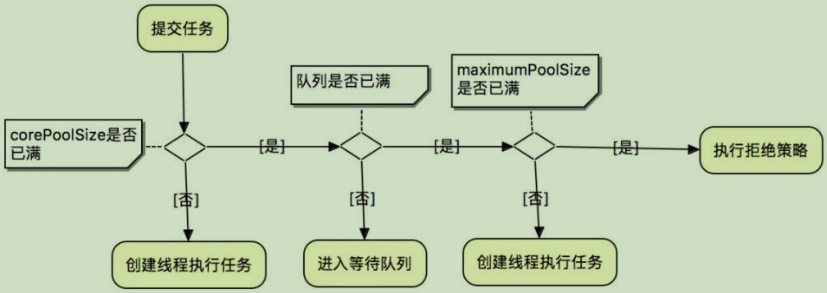 提交任务
corePoolSize是否
已满
队列是否已满
maximumPoolSize
是否已满
[是]
[是]
[是]
执行拒绝策略
[否]
[否]
[否]
创建线程执行任务
进入等待队列
创建线程执行任务